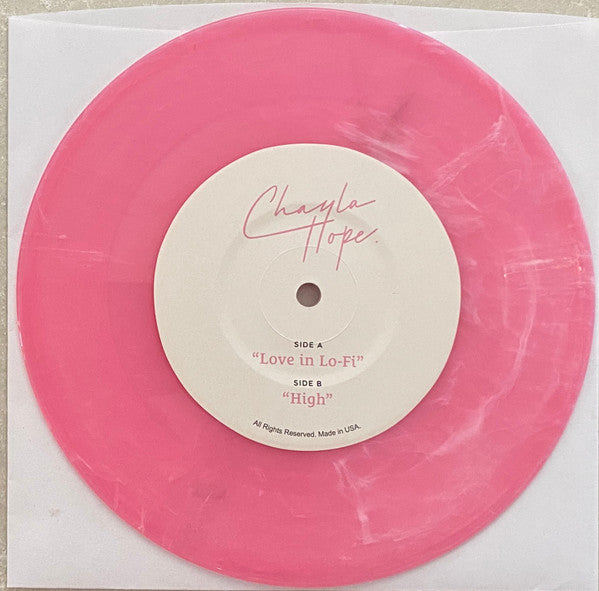 Chayla
Hope.
SIDE A
“Love in Lo-Fi”
SIDE B
“High”
All Rights Reserved. Made in USA.